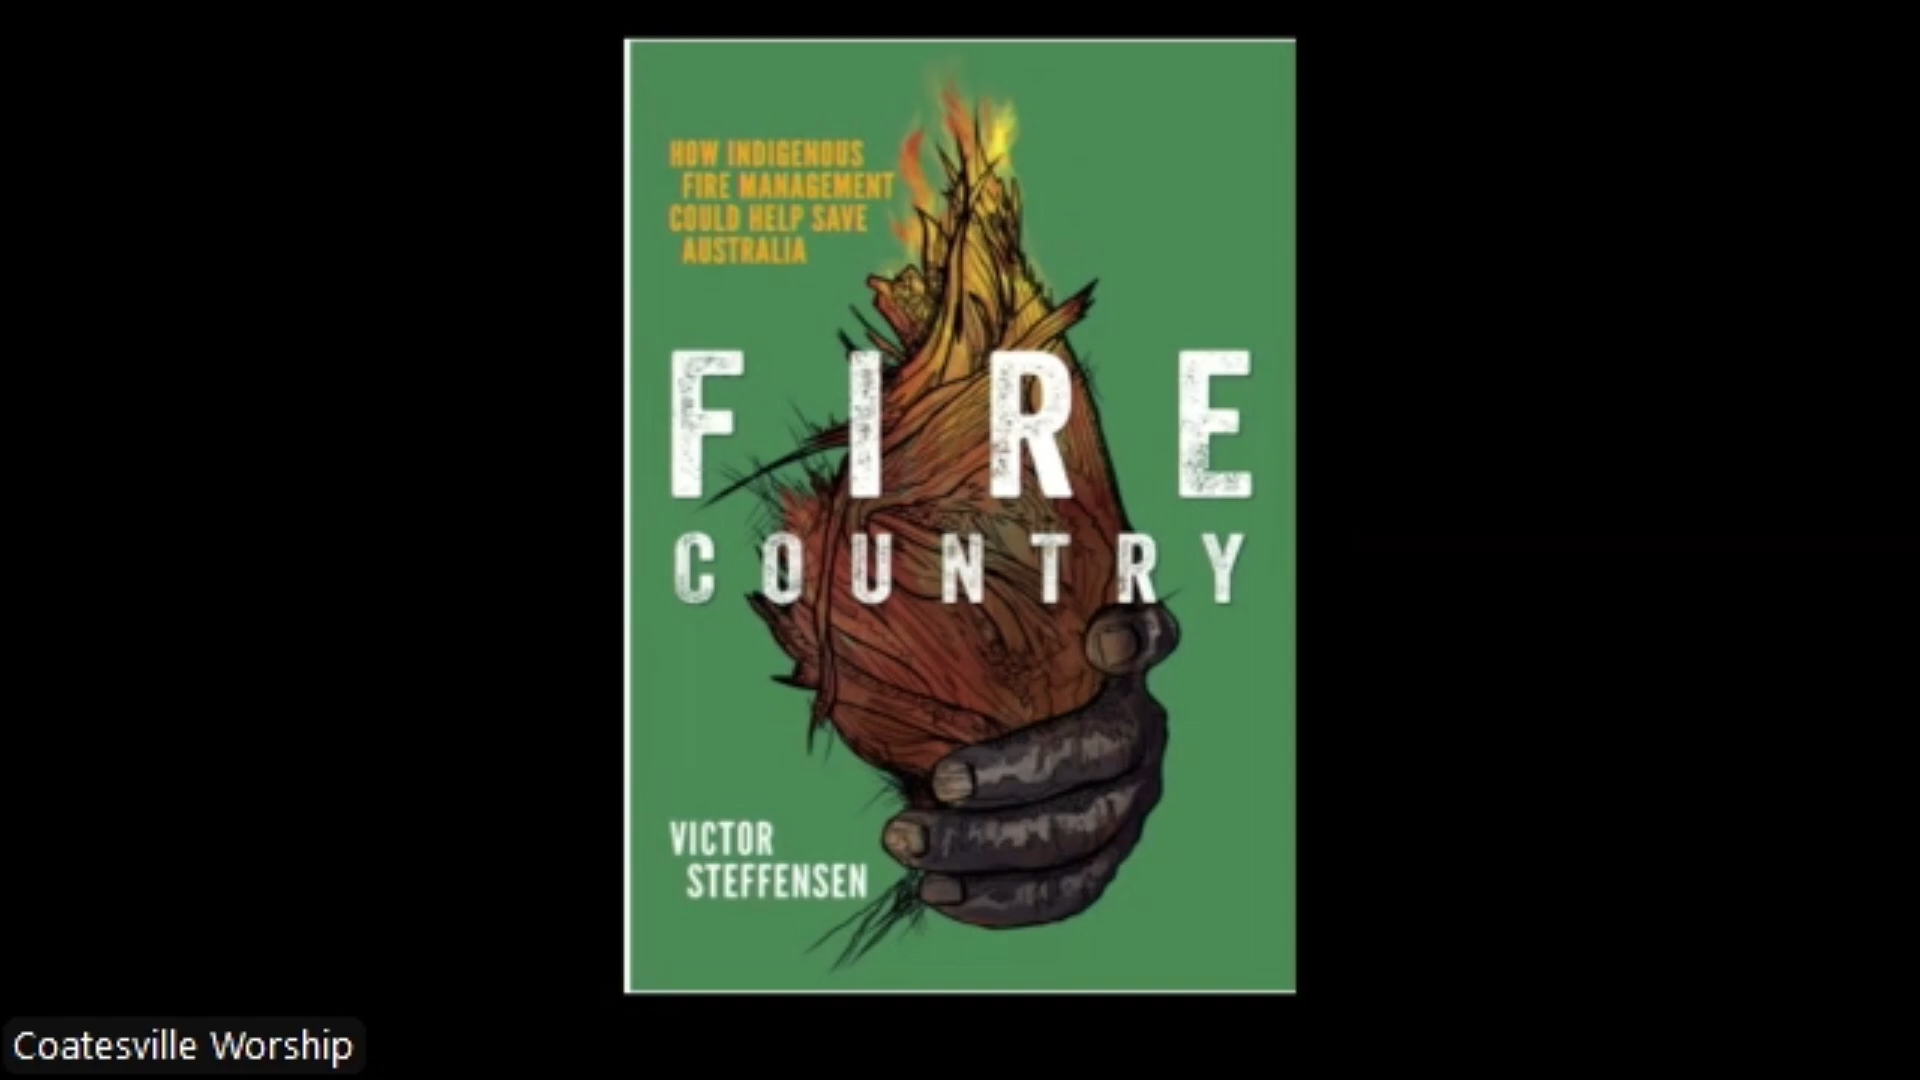 HOW INDIGENOUS
FIRE MANAGEMENT
COULD HELP SAVE
AUSTRALIA
FIRE
COUNTRY
VICTOR
STEFFENSEN
Coatesville Worship